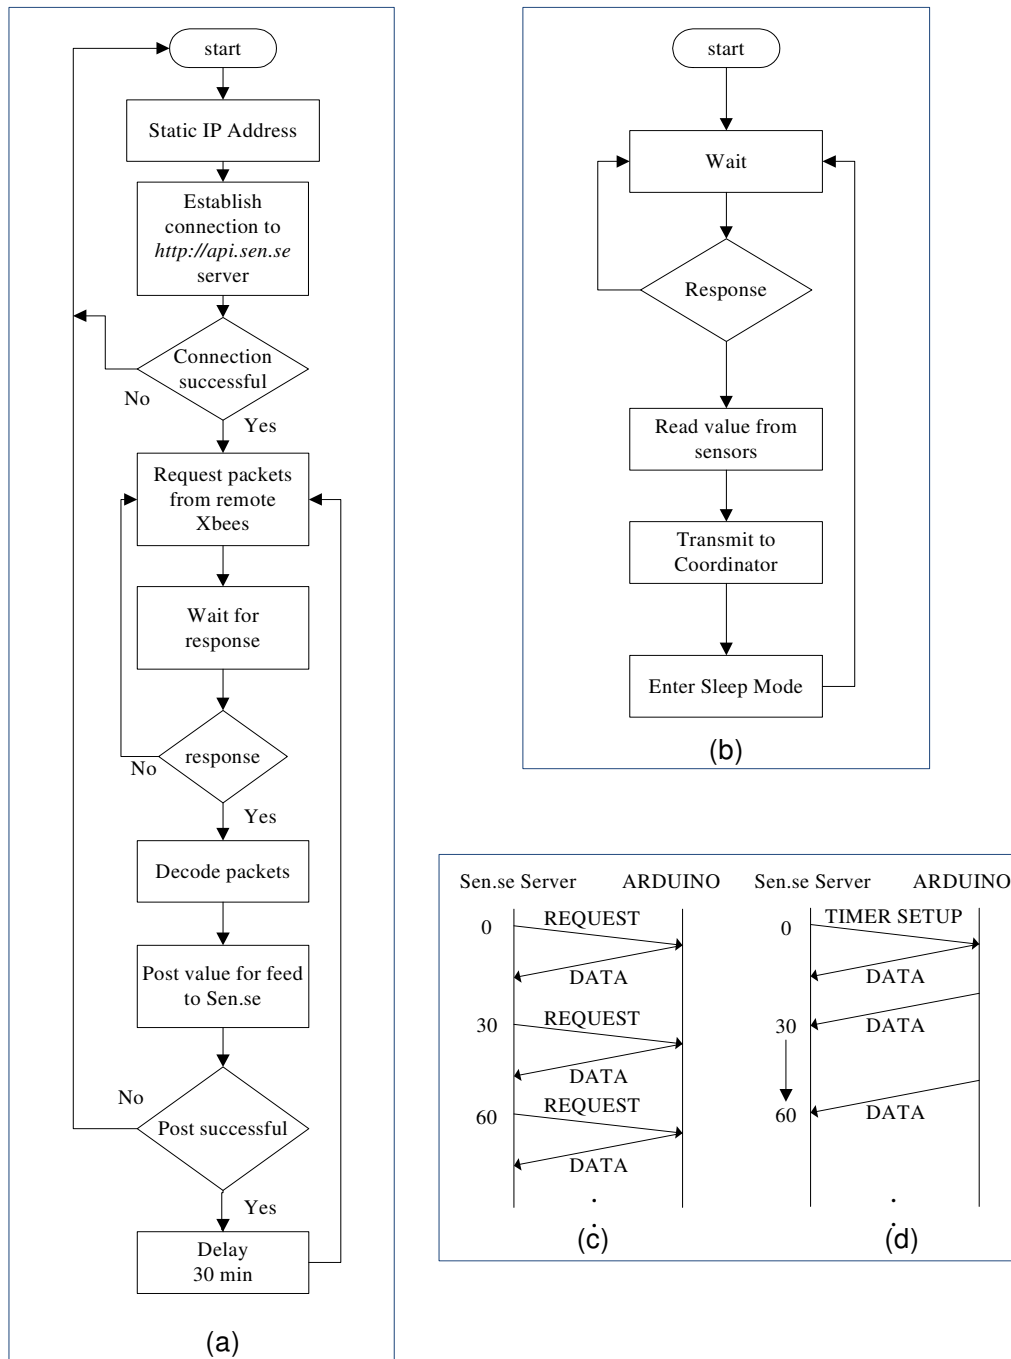 start
Static IP Address
Establish
connection to
http://api.sen.se
server
Connection
successful
No
Yes
Request packets
from remote
Xbees
Wait for
response
response
No
Yes
Decode packets
Post value for feed
to Sen.se
No
Post successful
Yes
Delay
30 min
(a)
start
Wait
Response
Read value from
sensors
Transmit to
Coordinator
Enter Sleep Mode
(b)
Sen.se Server ARDUINO
0
REQUEST
DATA
30
REQUEST
DATA
60
REQUEST
DATA
(c)
Sen.se Server ARDUINO
0
TIMER SETUP
DATA
30
DATA
60
DATA
(d)